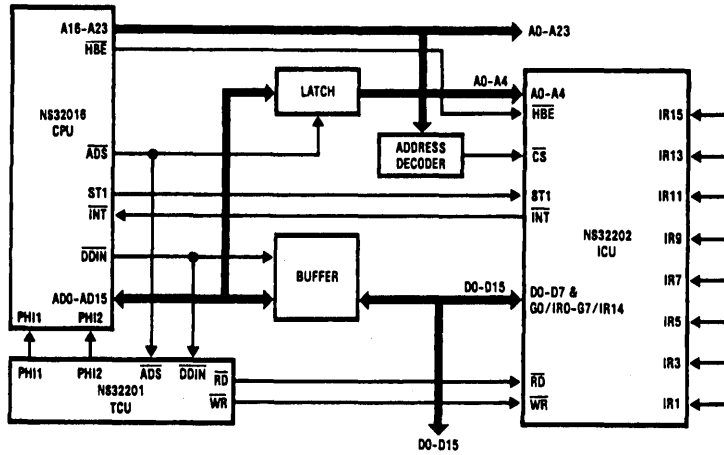 A16-A23
HBE
NS32016
CPU
ADS
ST1
INT
DDIN
AD0-AD15
PHI1 PHI2
PHI1 PHI2 ADS DDIN RD
NS32201
TCU
WR
LATCH
ADDRESS
DECODER
BUFFER
A0-A23
A0-A4
D0-D15
D0-D15
A0-A4
HBE
CS
ST1
INT
NS32202
ICU
D0-D7 &
G0/IR0-G7/IR14
RD
WR
IR15
IR13
IR11
IR9
IR7
IR5
IR3
IR1